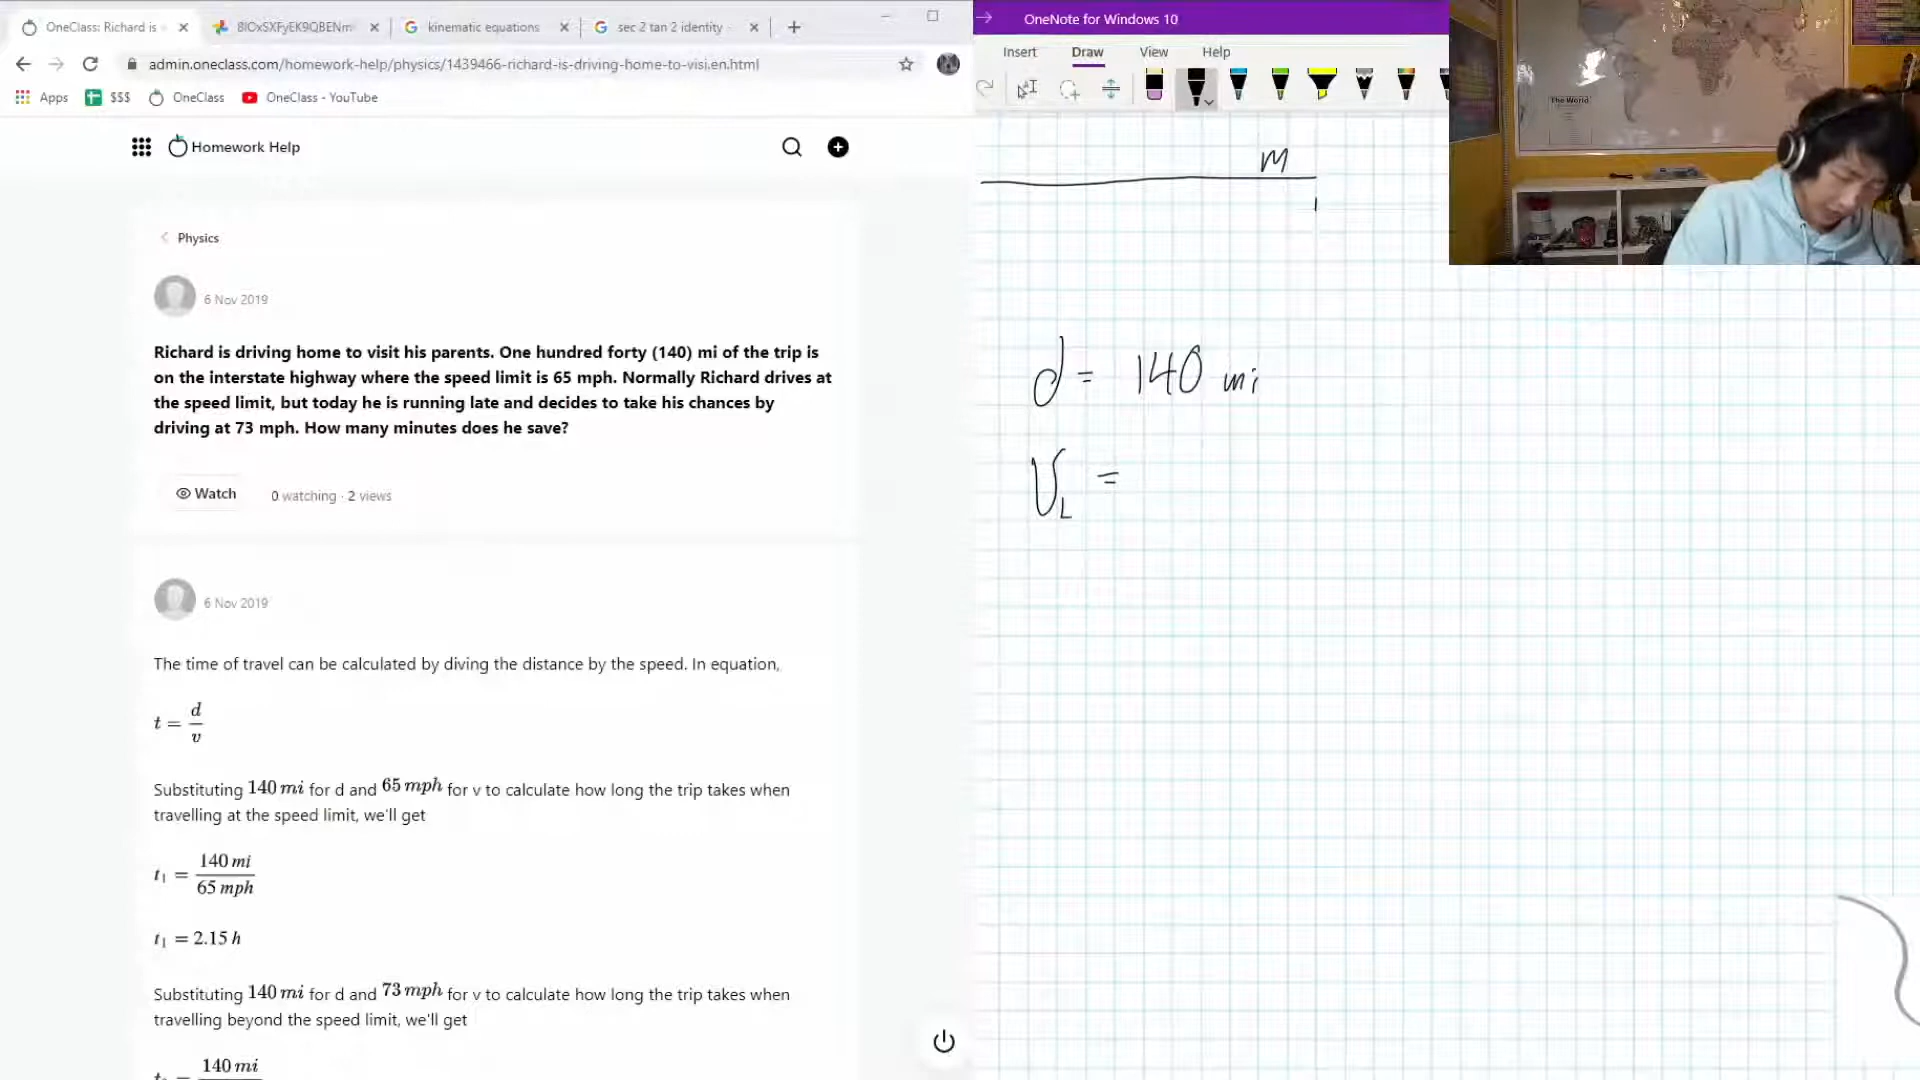 OneClass: Richard is
8lOxSXFyEK9QBENm
kinematic equations
sec 2 tan 2 identity
admin.oneclass.com/homework-help/physics/1439466-richard-is-driving-home-to-visi.en.html
Apps $$$ OneClass OneClass - YouTube
Homework Help
Physics
6 Nov 2019
Richard is driving home to visit his parents. One hundred forty (140) mi of the trip is
on the interstate highway where the speed limit is 65 mph. Normally Richard drives at
the speed limit, but today he is running late and decides to take his chances by
driving at 73 mph. How many minutes does he save?
Watch 0 watching · 2 views
6 Nov 2019
The time of travel can be calculated by diving the distance by the speed. In equation,
t = d/v
Substituting 140 mi for d and 65 mph for v to calculate how long the trip takes when
travelling at the speed limit, we'll get
t₁ = 140 mi / 65 mph
t₁ = 2.15 h
Substituting 140 mi for d and 73 mph for v to calculate how long the trip takes when
travelling beyond the speed limit, we'll get
140 mi
OneNote for Windows 10
Insert Draw View Help
m
d = 140 mi
V_L =
The World